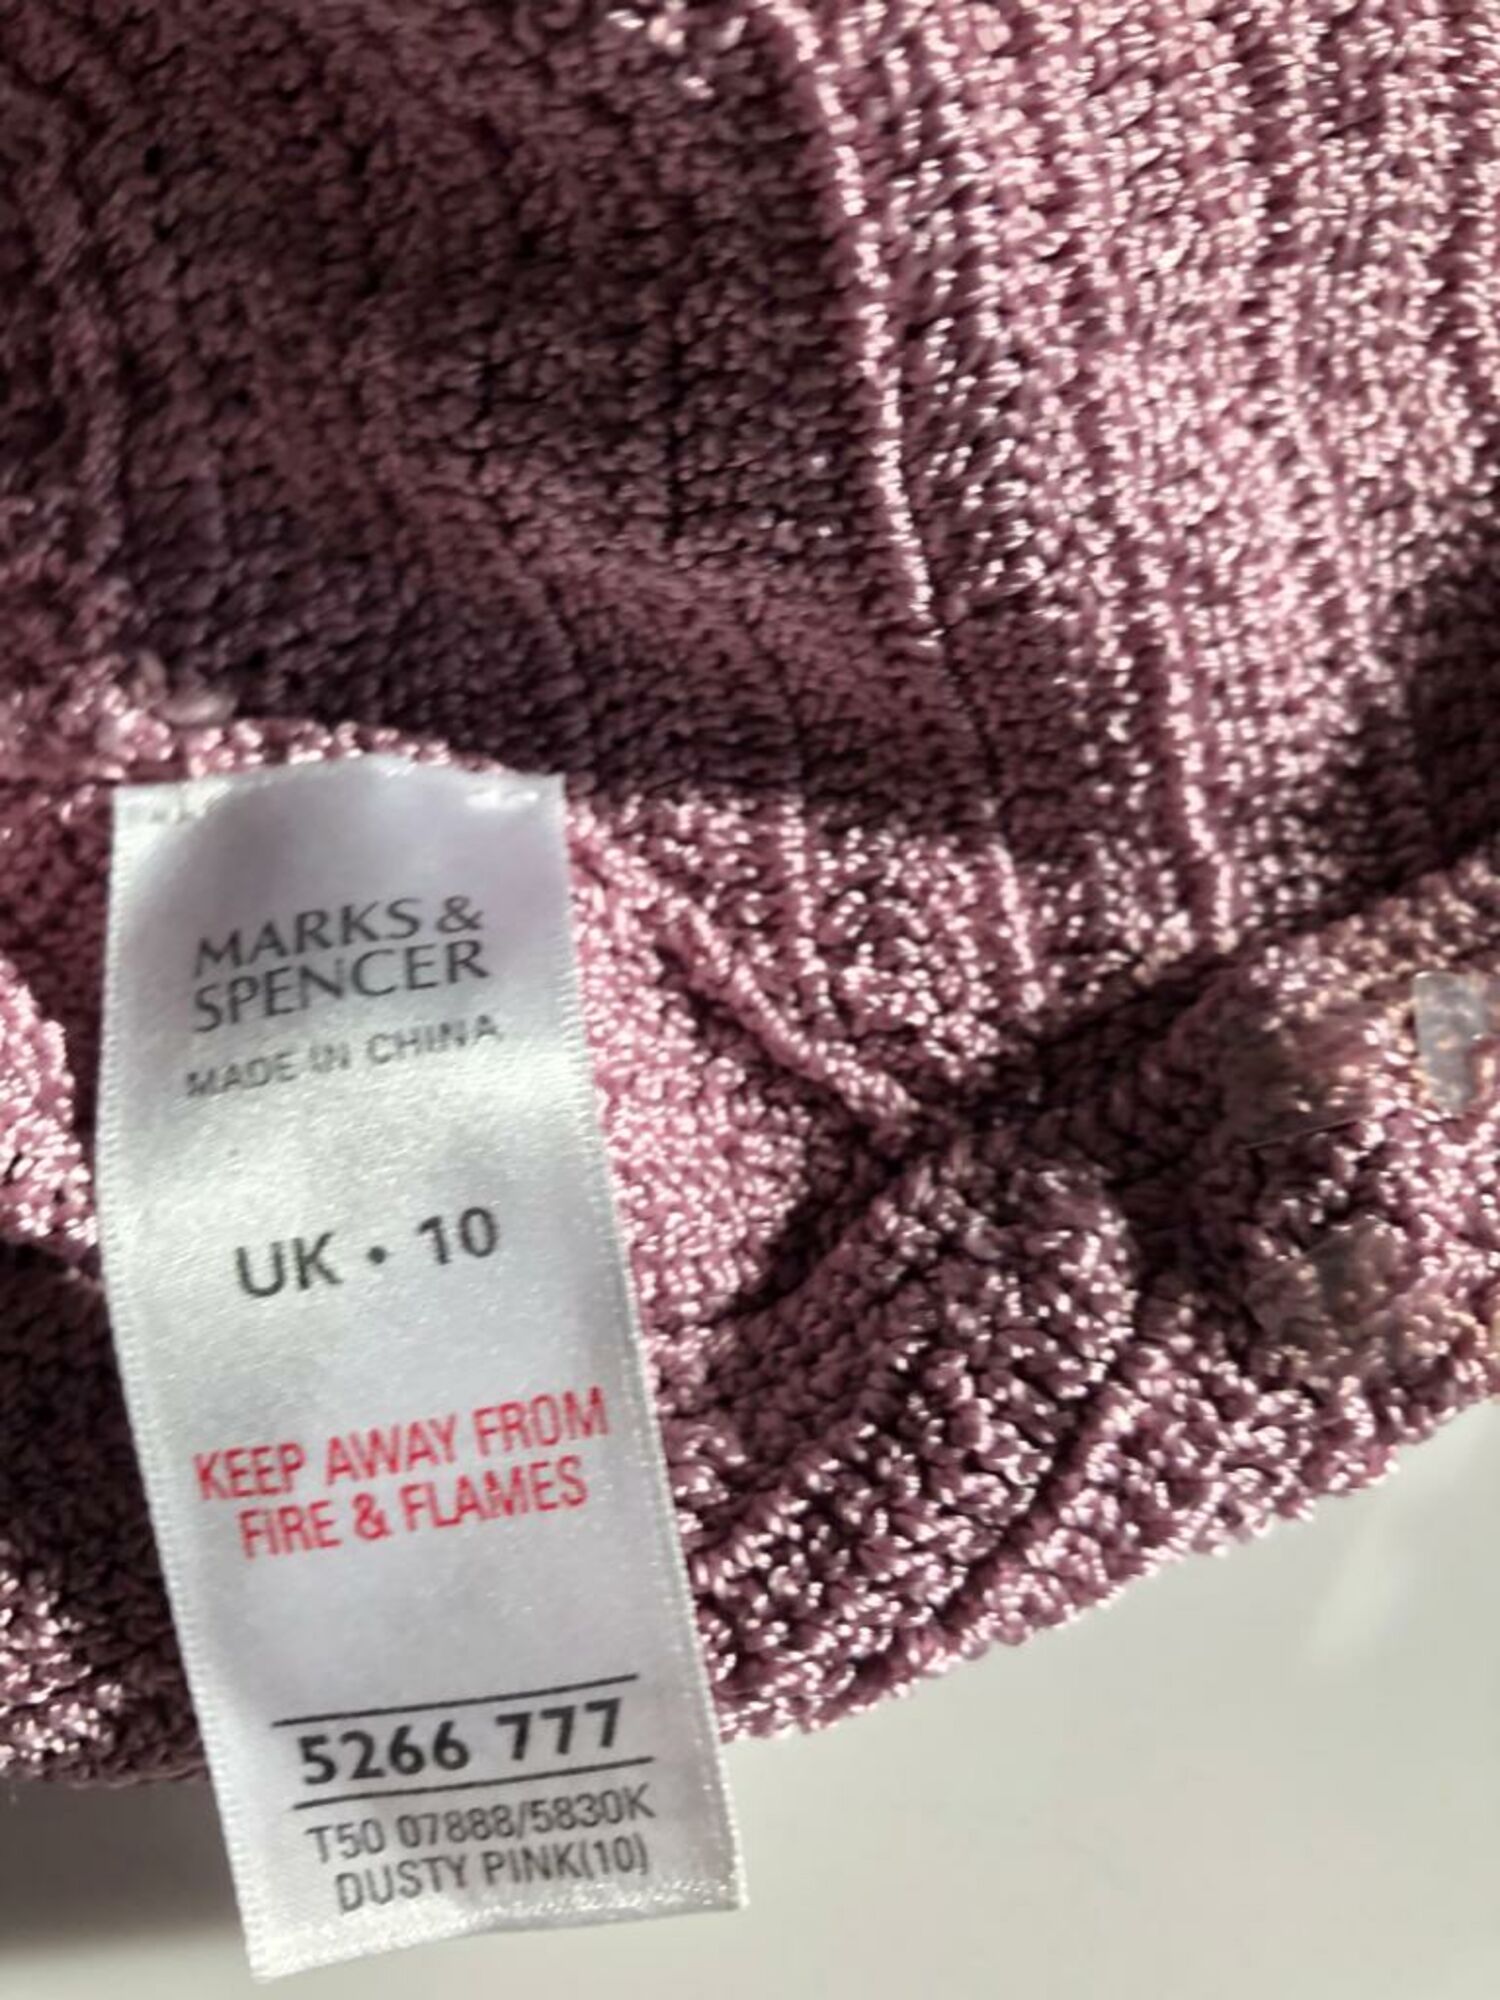 MARKS &
SPENCER
MADE IN CHINA
UK • 10
KEEP AWAY FROM
FIRE & FLAMES
5266 777
T50 07888/5830K
DUSTY PINK(10)